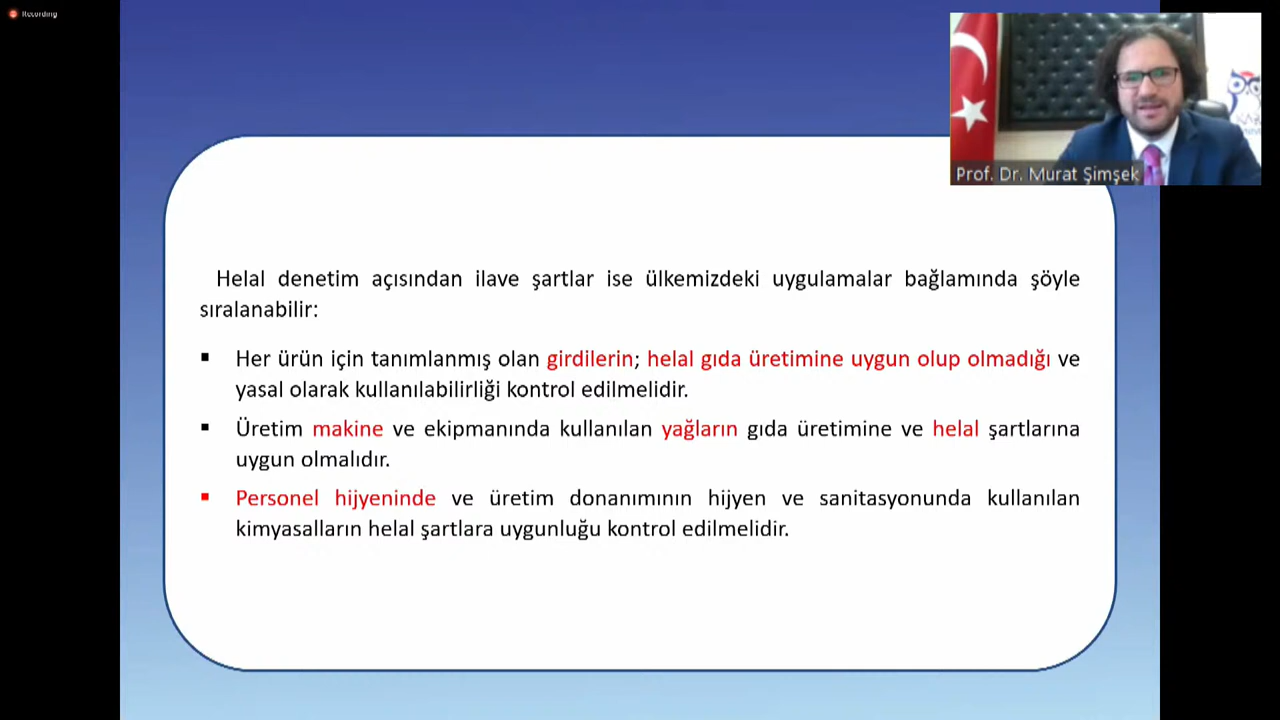 Recording
Prof. Dr. Murat Şimşek
Helal denetim açısından ilave şartlar ise ülkemizdeki uygulamalar bağlamında şöyle
sıralanabilir:
▪ Her ürün için tanımlanmış olan girdilerin; helal gıda üretimine uygun olup olmadığı ve
yasal olarak kullanılabilirliği kontrol edilmelidir.
▪ Üretim makine ve ekipmanında kullanılan yağların gıda üretimine ve helal şartlarına
uygun olmalıdır.
▪ Personel hijyeninde ve üretim donanımının hijyen ve sanitasyonunda kullanılan
kimyasalların helal şartlara uygunluğu kontrol edilmelidir.